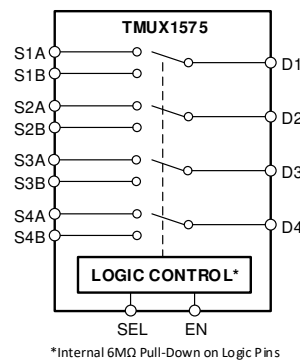 TMUX1575
S1A
S1B
D1
S2A
S2B
D2
S3A
S3B
D3
S4A
S4B
D4
LOGIC CONTROL*
SEL EN
*Internal 6MΩ Pull-Down on Logic Pins